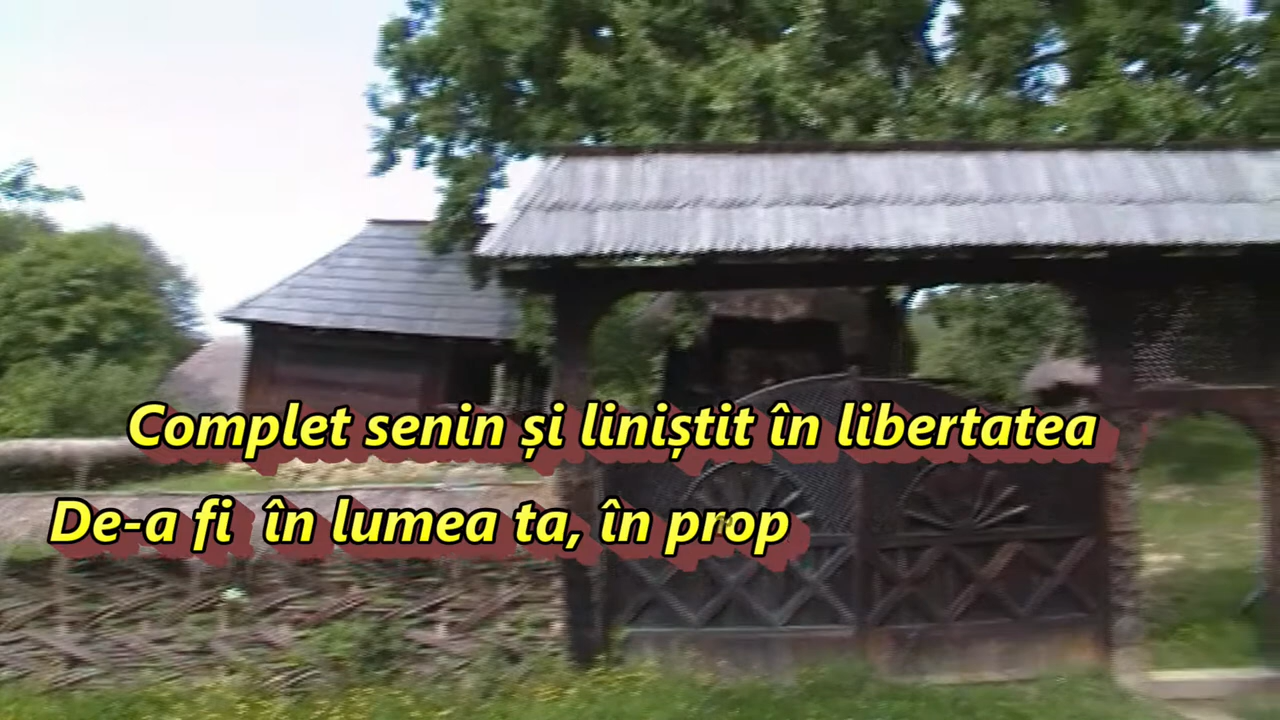 Complet senin și liniștit în libertatea
De-a fi în lumea ta, în prop